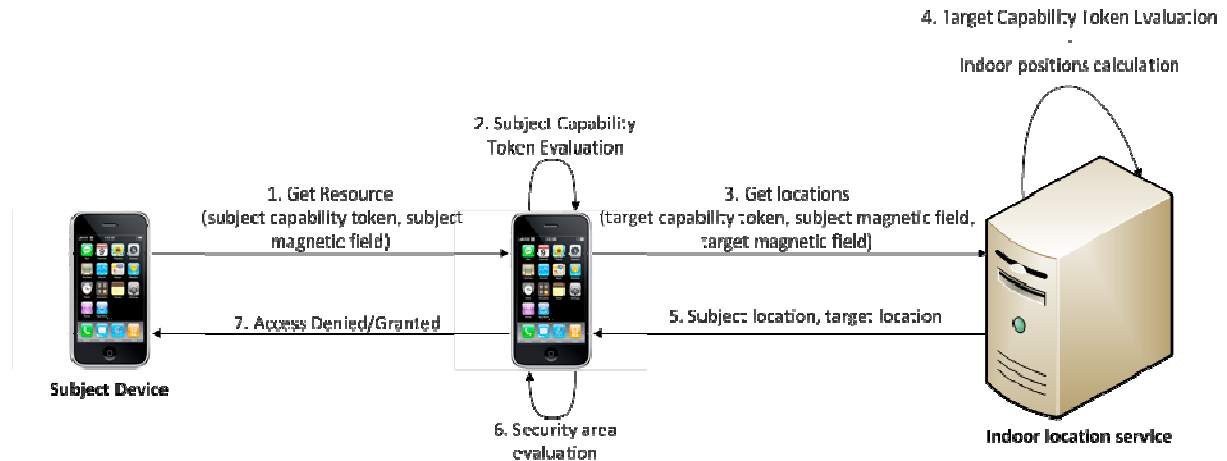 4. Target Capability Token Evaluation
-
Indoor positions calculation
2. Subject Capability
Token Evaluation
1. Get Resource
(subject capability token, subject
magnetic field)
3. Get locations
(target capability token, subject magnetic field,
target magnetic field)
7. Access Denied/Granted
5. Subject location, target location
Subject Device
6. Security area
evaluation
Indoor location service